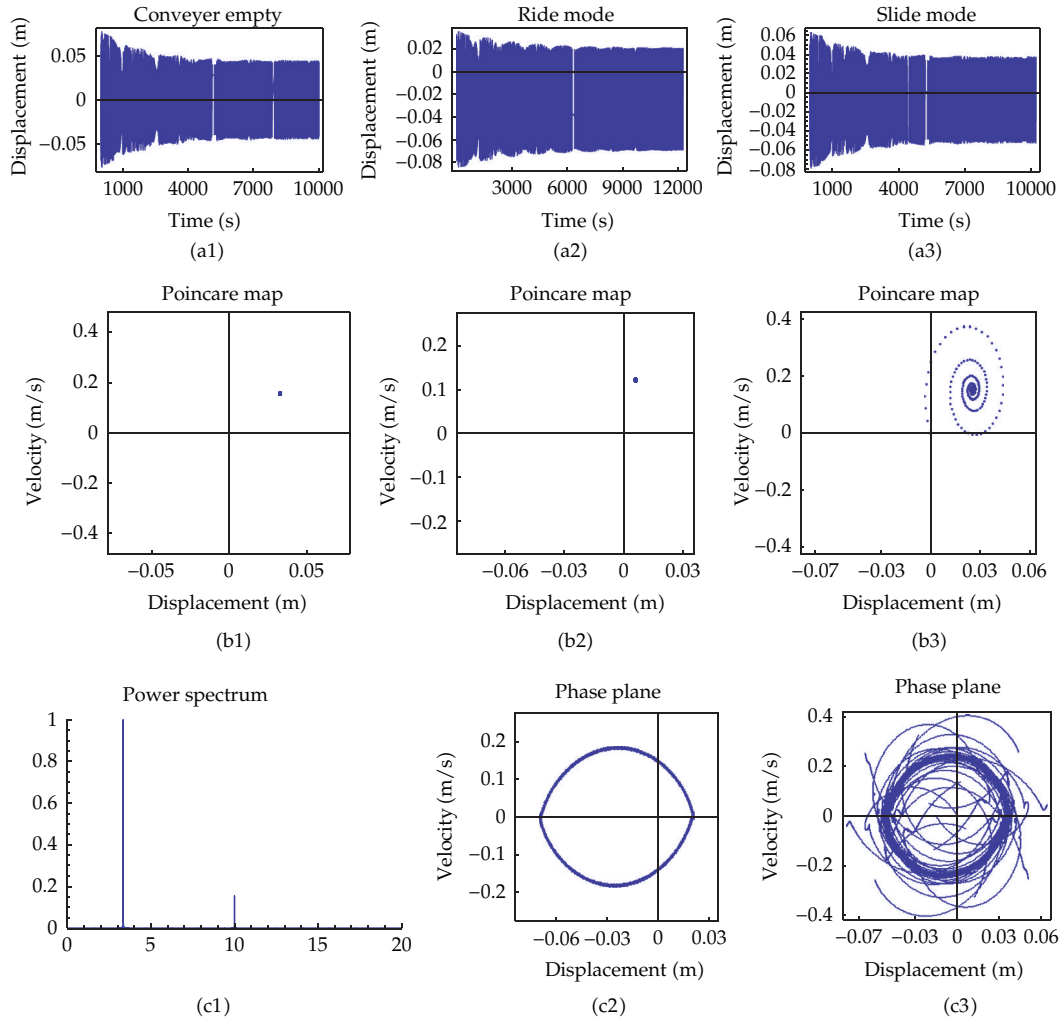 Conveyer empty
Displacement (m)
0.05
0
−0.05
1000 4000 7000 10000
Time (s)
(a1)
Ride mode
Displacement (m)
0.02
0
−0.02
−0.04
−0.06
−0.08
3000 6000 9000 12000
Time (s)
(a2)
Slide mode
Displacement (m)
0.06
0.04
0.02
0
−0.02
−0.04
−0.06
−0.08
1000 4000 7000 10000
Time (s)
(a3)
Poincare map
Velocity (m/s)
0.4
0.2
0
−0.2
−0.4
−0.05 0 0.05
Displacement (m)
(b1)
Poincare map
Velocity (m/s)
0.2
0.1
0
−0.1
−0.2
−0.06 −0.03 0 0.03
Displacement (m)
(b2)
Poincare map
Velocity (m/s)
0.4
0.2
0
−0.2
−0.4
−0.07 −0.03 0 0.03 0.06
Displacement (m)
(b3)
Power spectrum
1
0.8
0.6
0.4
0.2
0
0 5 10 15 20
(c1)
Phase plane
Velocity (m/s)
0.2
0.1
0
−0.1
−0.2
−0.06 −0.03 0 0.03
Displacement (m)
(c2)
Phase plane
Velocity (m/s)
0.4
0.2
0
−0.2
−0.4
−0.07 −0.03 0 0.03 0.06
Displacement (m)
(c3)